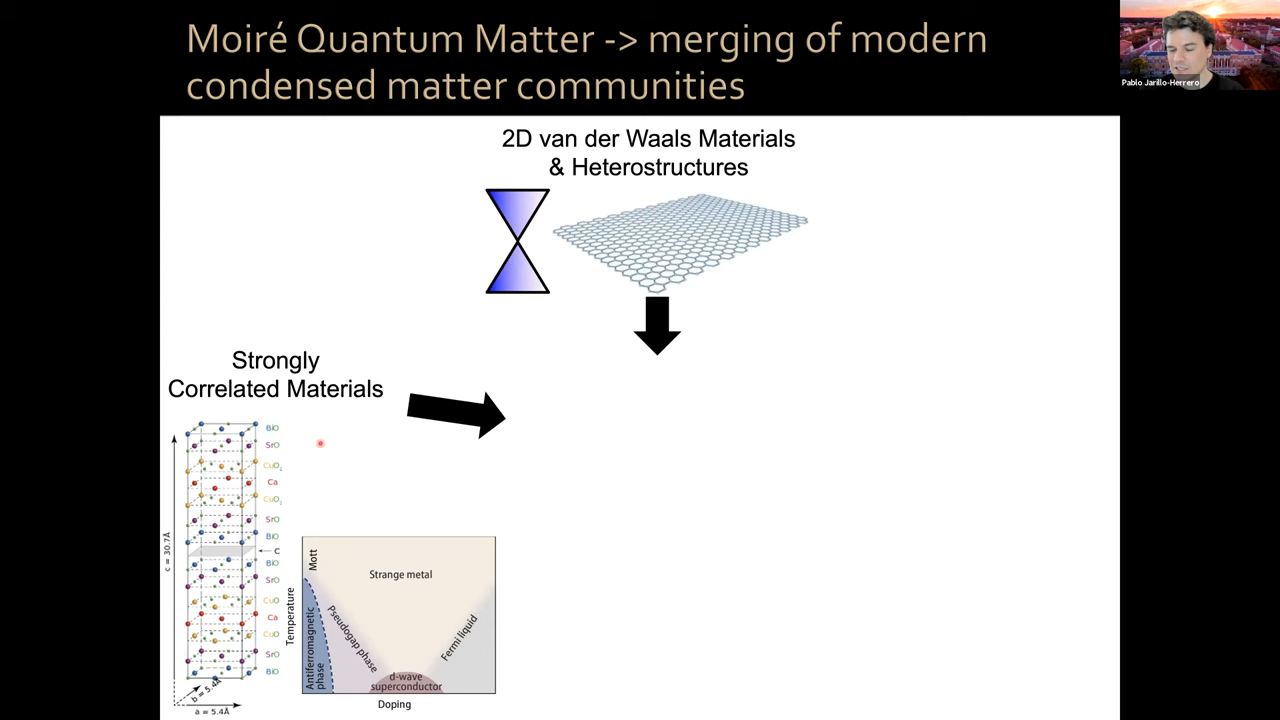 Moiré Quantum Matter -> merging of modern
condensed matter communities
Pablo Jarillo-Herrero
2D van der Waals Materials
& Heterostructures
Strongly
Correlated Materials
BiO
SrO
CuO2
Ca
CuO2
SrO
BiO
C
BiO
SrO
CuO
Ca
CuO
SrO
BiO
c = 30.7Å
b = 5.4Å
a = 5.4Å
Temperature
Mott
Strange metal
Antiferromagnetic
phase
Pseudogap phase
Fermi liquid
d-wave
superconductor
Doping